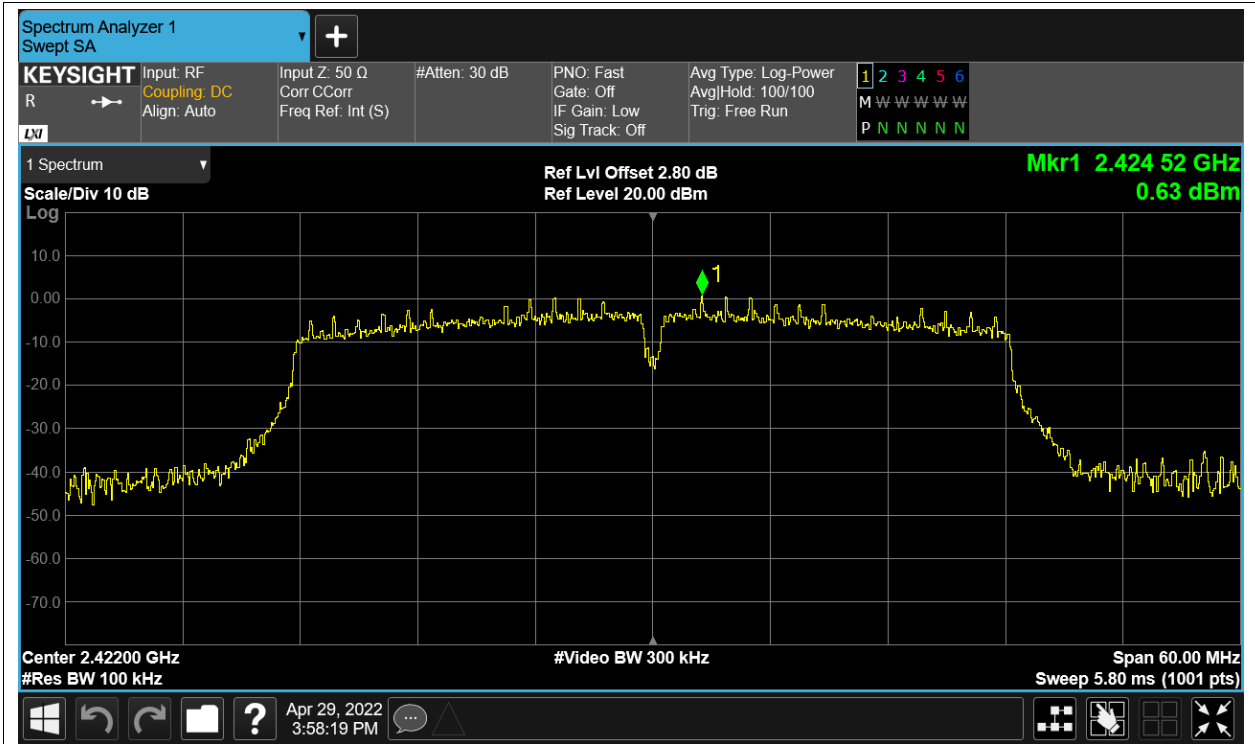 Spectrum Analyzer 1
Swept SA
KEYSIGHT
R
LXI
Input: RF
Coupling: DC
Align: Auto
Input Z: 50 Ω
Corr CCorr
Freq Ref: Int (S)
#Atten: 30 dB
PNO: Fast
Gate: Off
IF Gain: Low
Sig Track: Off
Avg Type: Log-Power
Avg|Hold: 100/100
Trig: Free Run
1 2 3 4 5 6
M W W W W W W
P N N N N N N
1 Spectrum
Scale/Div 10 dB
Ref Lvl Offset 2.80 dB
Ref Level 20.00 dBm
Mkr1 2.424 52 GHz
0.63 dBm
Log
10.0
0.00
-10.0
-20.0
-30.0
-40.0
-50.0
-60.0
-70.0
1
Center 2.42200 GHz
#Res BW 100 kHz
#Video BW 300 kHz
Span 60.00 MHz
Sweep 5.80 ms (1001 pts)
?
Apr 29, 2022
3:58:19 PM